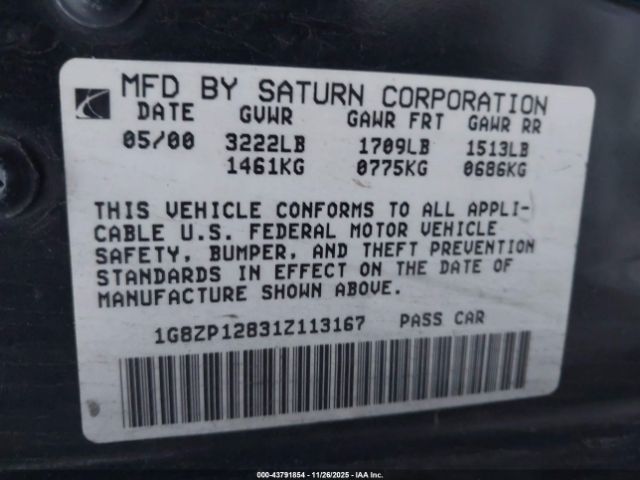 MFD BY SATURN CORPORATION
DATE GVWR GAWR FRT GAWR RR
05/00 3222LB 1709LB 1513LB
1461KG 0775KG 0686KG
THIS VEHICLE CONFORMS TO ALL APPLI-
CABLE U.S. FEDERAL MOTOR VEHICLE
SAFETY, BUMPER, AND THEFT PREVENTION
STANDARDS IN EFFECT ON THE DATE OF
MANUFACTURE SHOWN ABOVE.
1G8ZP12831Z113167 PASS CAR
000-43791854 - 11/26/2025 - IAA Inc.